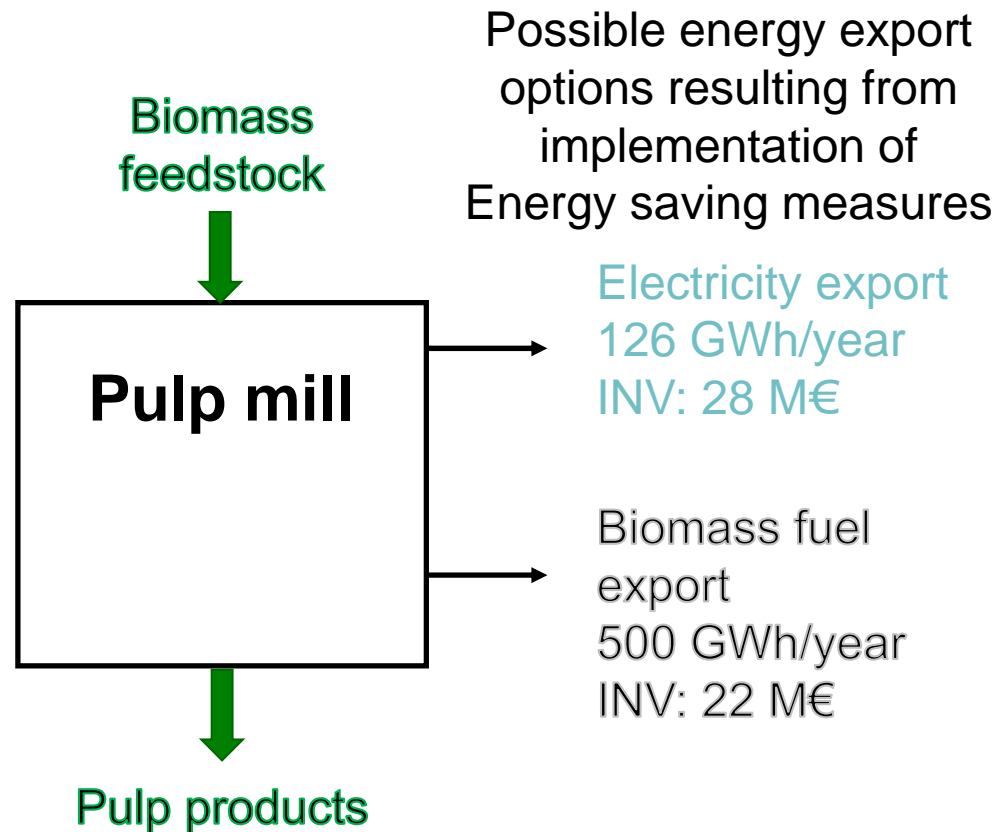 Possible energy export
options resulting from
implementation of
Energy saving measures
Biomass
feedstock
Pulp mill
Electricity export
126 GWh/year
INV: 28 M€
Biomass fuel
export
500 GWh/year
INV: 22 M€
Pulp products